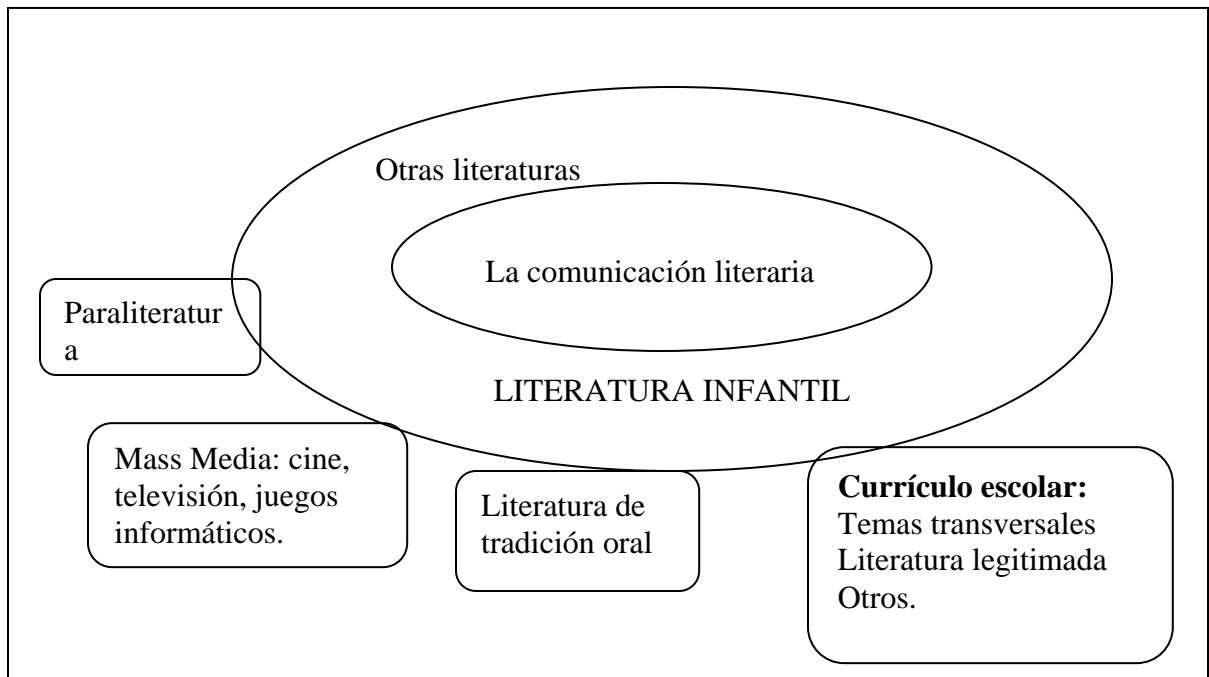 Otras literaturas
La comunicación literaria
Paraliteratur
a
LITERATURA INFANTIL
Mass Media: cine,
televisión, juegos
informáticos.
Literatura de
tradición oral
Currículo escolar:
Temas transversales
Literatura legitimada
Otros.